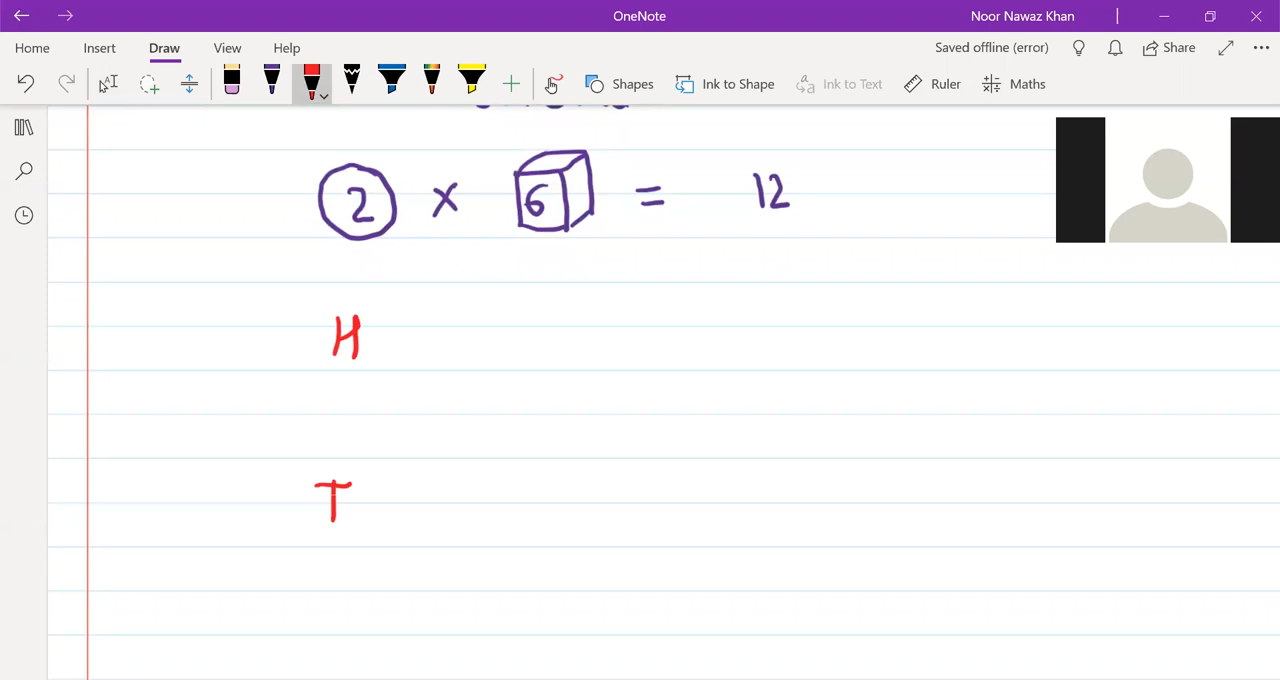 OneNote
Noor Nawaz Khan
Home Insert Draw View Help
Saved offline (error)
Share
Shapes
Ink to Shape
Ink to Text
Ruler
Maths
2 × 6 = 12
H
T